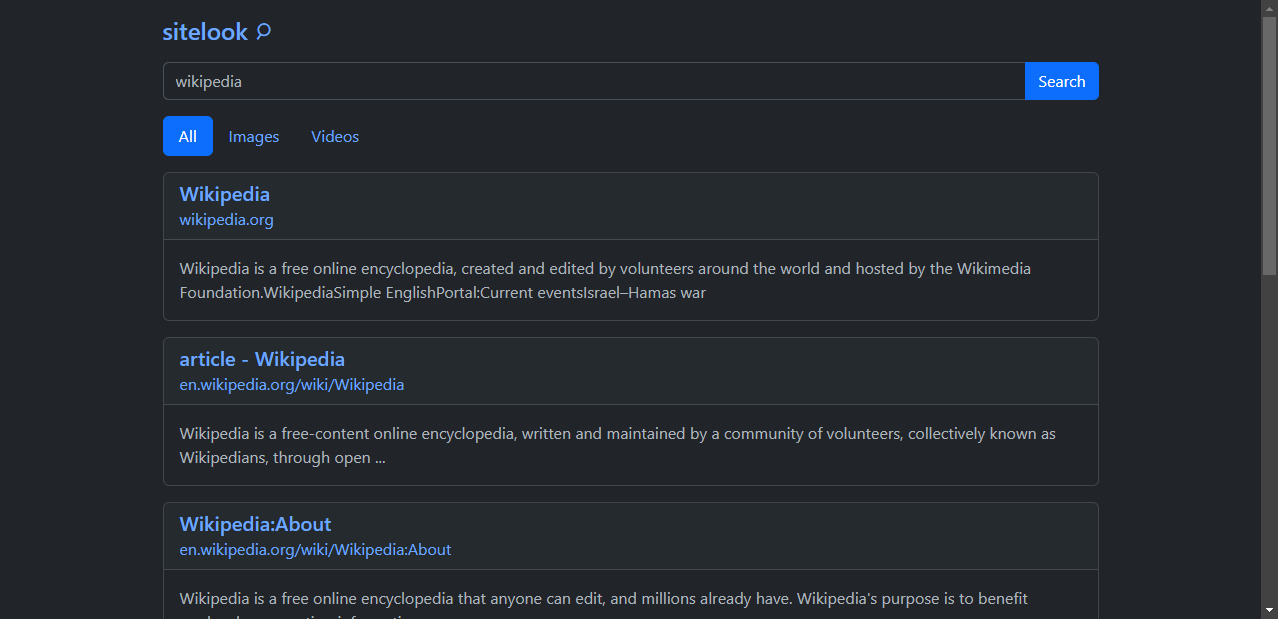 sitelook
wikipedia
Search
All
Images
Videos
Wikipedia
wikipedia.org
Wikipedia is a free online encyclopedia, created and edited by volunteers around the world and hosted by the Wikimedia
Foundation.WikipediaSimple EnglishPortal:Current eventsIsrael–Hamas war
article - Wikipedia
en.wikipedia.org/wiki/Wikipedia
Wikipedia is a free-content online encyclopedia, written and maintained by a community of volunteers, collectively known as
Wikipedians, through open ...
Wikipedia:About
en.wikipedia.org/wiki/Wikipedia:About
Wikipedia is a free online encyclopedia that anyone can edit, and millions already have. Wikipedia's purpose is to benefit